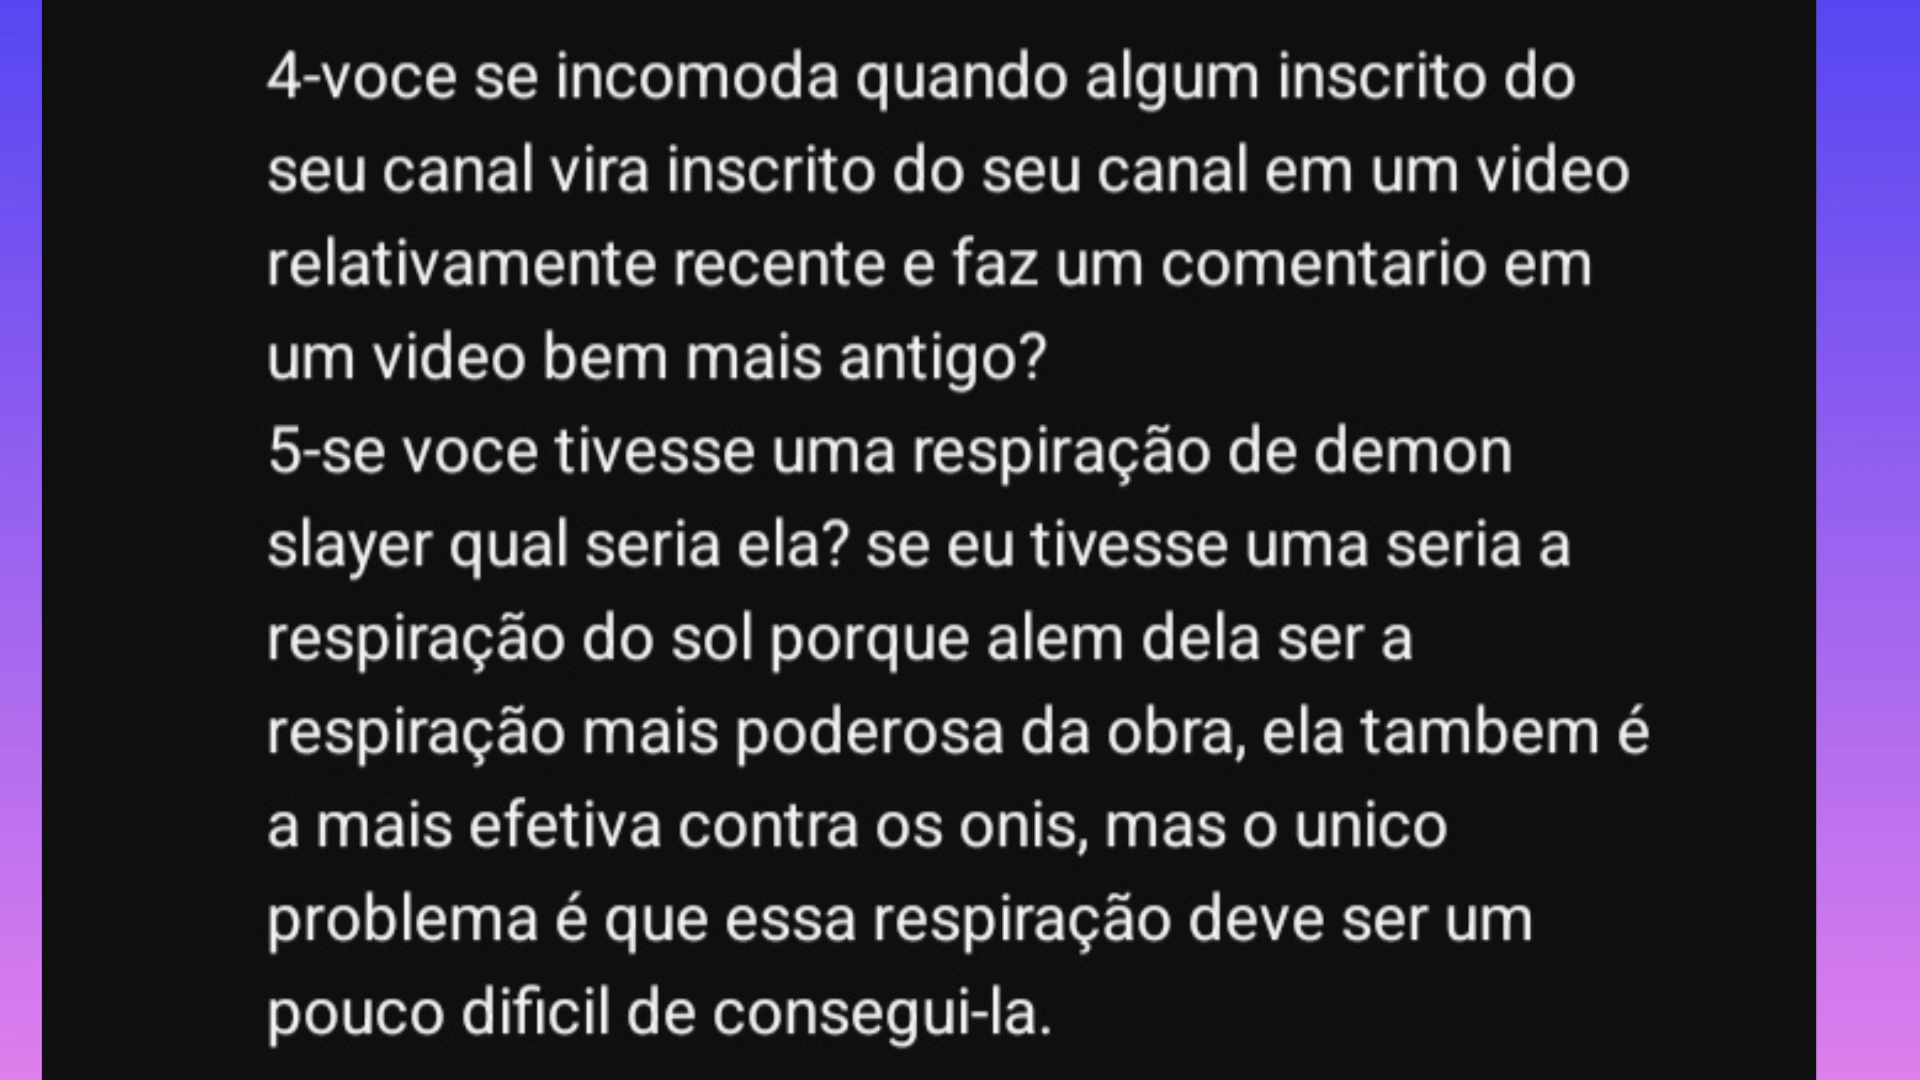 4-voce se incomoda quando algum inscrito do
seu canal vira inscrito do seu canal em um video
relativamente recente e faz um comentario em
um video bem mais antigo?
5-se voce tivesse uma respiração de demon
slayer qual seria ela? se eu tivesse uma seria a
respiração do sol porque alem dela ser a
respiração mais poderosa da obra, ela tambem é
a mais efetiva contra os onis, mas o unico
problema é que essa respiração deve ser um
pouco dificil de consegui-la.